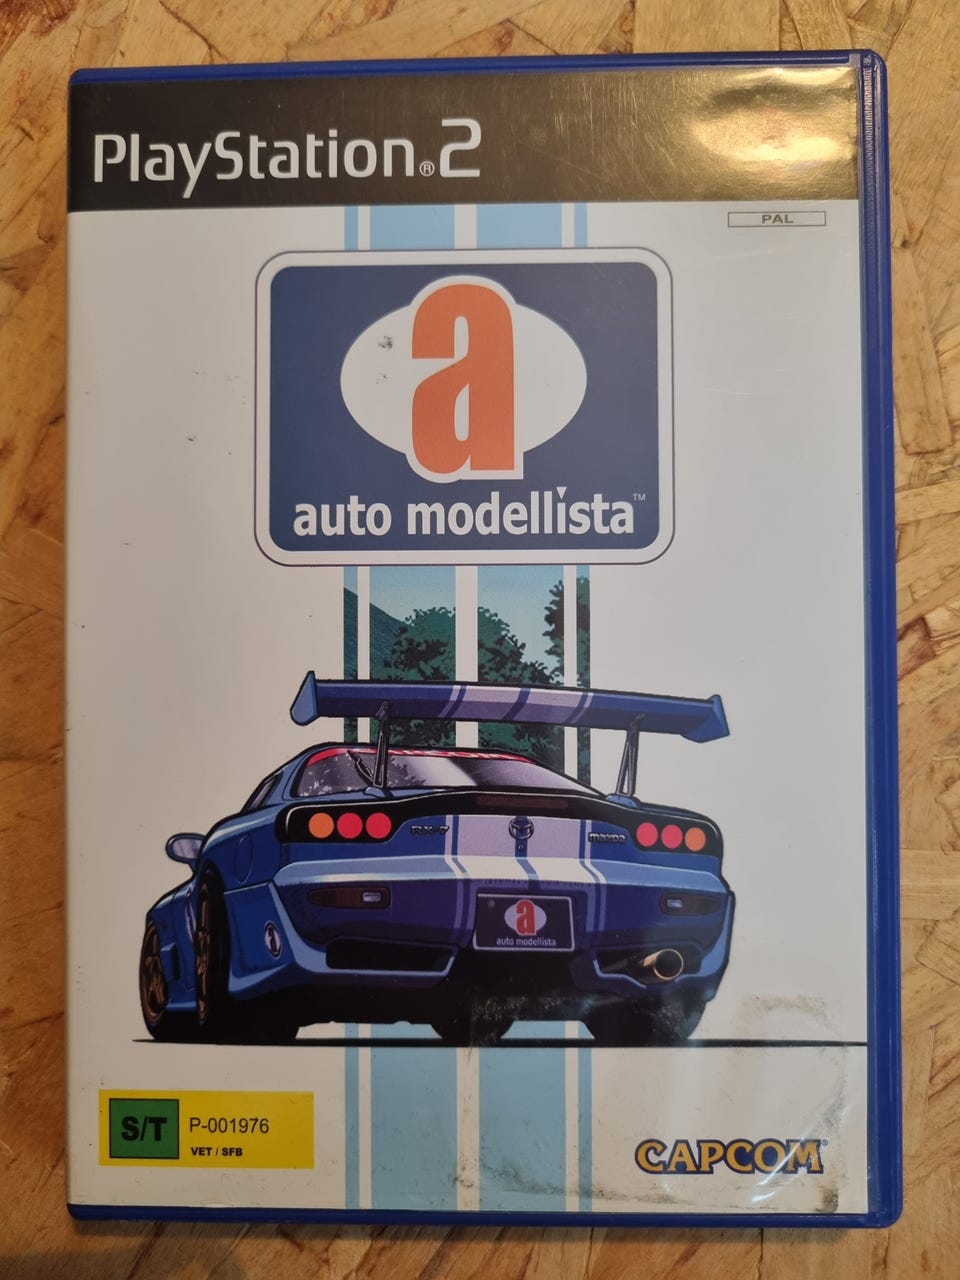 PlayStation®2
PAL
a
auto modellista™
RX-7
mazda
a
auto modellista
S/T
P-001976
VET / SFB
CAPCOM®